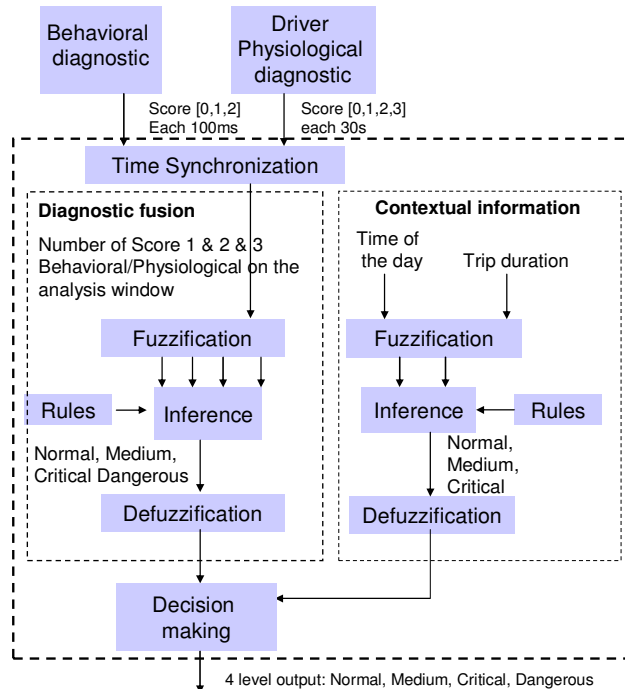 Behavioral
diagnostic
Driver
Physiological
diagnostic
Score [0,1,2]
Each 100ms
Score [0,1,2,3]
each 30s
Time Synchronization
Diagnostic fusion
Number of Score 1 & 2 & 3
Behavioral/Physiological on the
analysis window
Fuzzification
Rules
Inference
Normal, Medium,
Critical Dangerous
Defuzzification
Contextual information
Time of
the day
Trip duration
Fuzzification
Inference
Rules
Normal,
Medium,
Critical
Defuzzification
Decision
making
4 level output: Normal, Medium, Critical, Dangerous